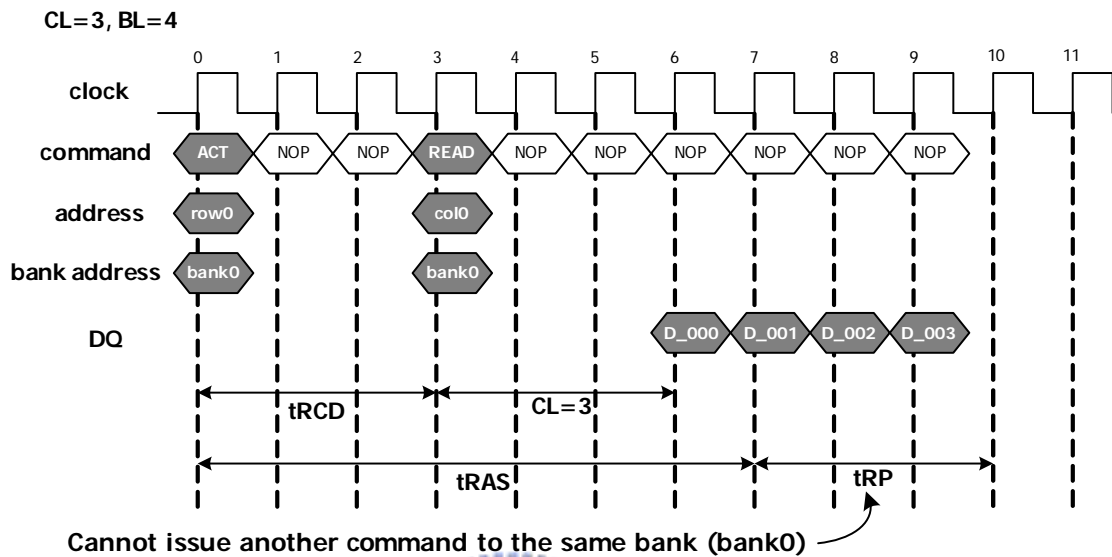 CL=3, BL=4
0 1 2 3 4 5 6 7 8 9 10 11
clock
command ACT NOP NOP READ NOP NOP NOP NOP NOP NOP
address row0 col0
bank address bank0 bank0
DQ D_000 D_001 D_002 D_003
tRCD CL=3
tRAS tRP
Cannot issue another command to the same bank (bank0)